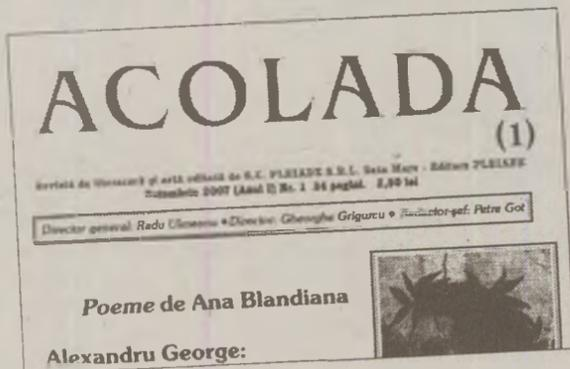 ACOLADA
(1)
Revistă de literatură și artă editată de S.C. PLEIADE S.R.L. Satu Mare - Editura PLEIADE
2007 (Anul I) Nr. 1 24 pagini. 2,50 lei
Director general: Radu Ulmeanu • Director: Gheorghe Grigurcu • Redactor-șef: Petre Got
Poeme de Ana Blandiana
Alexandru George: